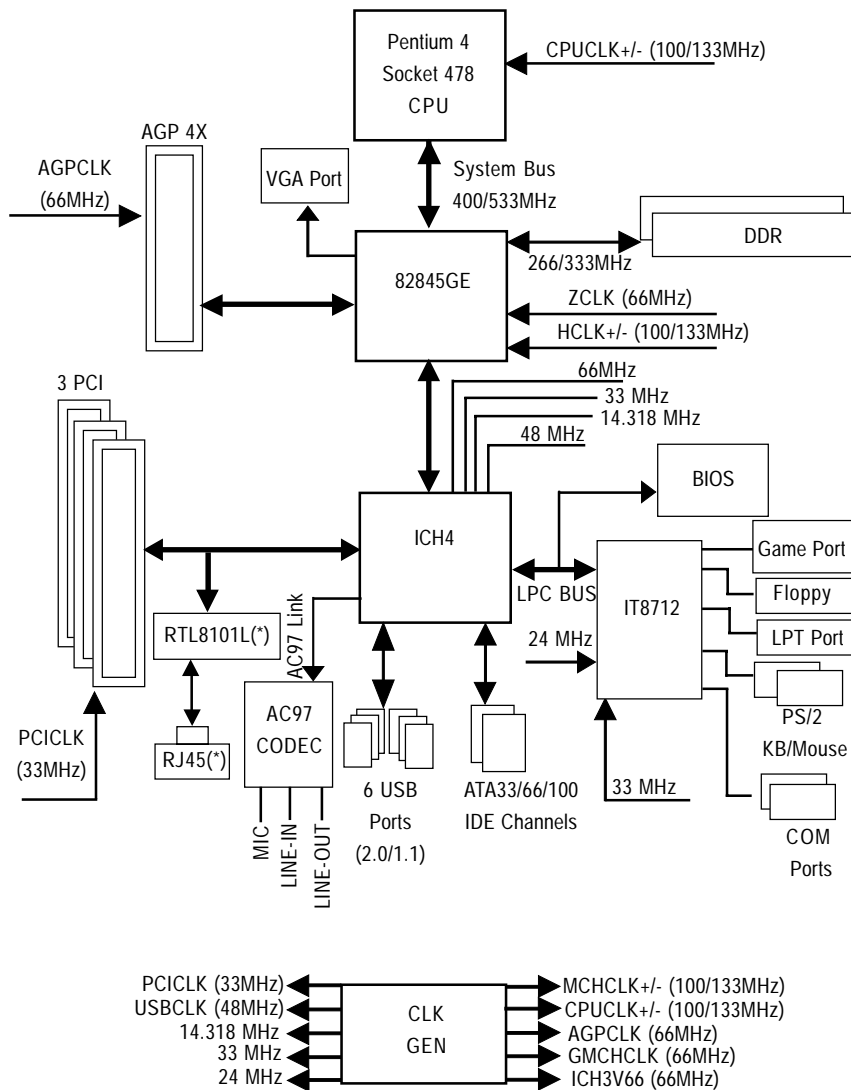 Pentium 4
Socket 478
CPU
CPUCLK+/- (100/133MHz)
AGP 4X
AGPCLK
(66MHz)
VGA Port
System Bus
400/533MHz
DDR
266/333MHz
82845GE
ZCLK (66MHz)
HCLK+/- (100/133MHz)
66MHz
33 MHz
14.318 MHz
48 MHz
3 PCI
BIOS
ICH4
Game Port
LPC BUS
IT8712
Floppy
RTL8101L(*)
AC97 Link
24 MHz
LPT Port
PS/2
KB/Mouse
AC97
CODEC
PCICLK
(33MHz)
RJ45(*)
6 USB
Ports
(2.0/1.1)
ATA33/66/100
IDE Channels
33 MHz
COM
Ports
MIC
LINE-IN
LINE-OUT
PCICLK (33MHz)
USBCLK (48MHz)
14.318 MHz
33 MHz
24 MHz
CLK
GEN
MCHCLK+/- (100/133MHz)
CPUCLK+/- (100/133MHz)
AGPCLK (66MHz)
GMCHCLK (66MHz)
ICH3V66 (66MHz)